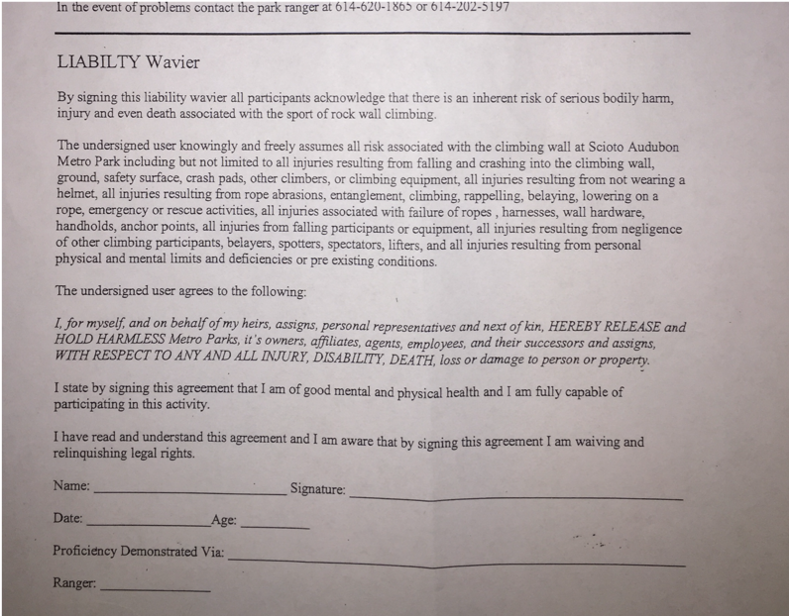 In the event of problems contact the park ranger at 614-620-1865 or 614-202-5197
LIABILTY Wavier
By signing this liability wavier all participants acknowledge that there is an inherent risk of serious bodily harm,
injury and even death associated with the sport of rock wall climbing.
The undersigned user knowingly and freely assumes all risk associated with the climbing wall at Scioto Audubon
Metro Park including but not limited to all injuries resulting from falling and crashing into the climbing wall,
ground, safety surface, crash pads, other climbers, or climbing equipment, all injuries resulting from not wearing a
helmet, all injuries resulting from rope abrasions, entanglement, climbing, rappelling, belaying, lowering on a
rope, emergency or rescue activities, all injuries associated with failure of ropes , harnesses, wall hardware,
handholds, anchor points, all injuries from falling participants or equipment, all injuries resulting from negligence
of other climbing participants, belayers, spotters, spectators, lifters, and all injuries resulting from personal
physical and mental limits and deficiencies or pre existing conditions.
The undersigned user agrees to the following:
I, for myself, and on behalf of my heirs, assigns, personal representatives and next of kin, HEREBY RELEASE and
HOLD HARMLESS Metro Parks, it's owners, affiliates, agents, employees, and their successors and assigns,
WITH RESPECT TO ANY AND ALL INJURY, DISABILITY, DEATH, loss or damage to person or property.
I state by signing this agreement that I am of good mental and physical health and I am fully capable of
participating in this activity.
I have read and understand this agreement and I am aware that by signing this agreement I am waiving and
relinquishing legal rights.
Name: Signature:
Date: Age:
Proficiency Demonstrated Via:
Ranger: